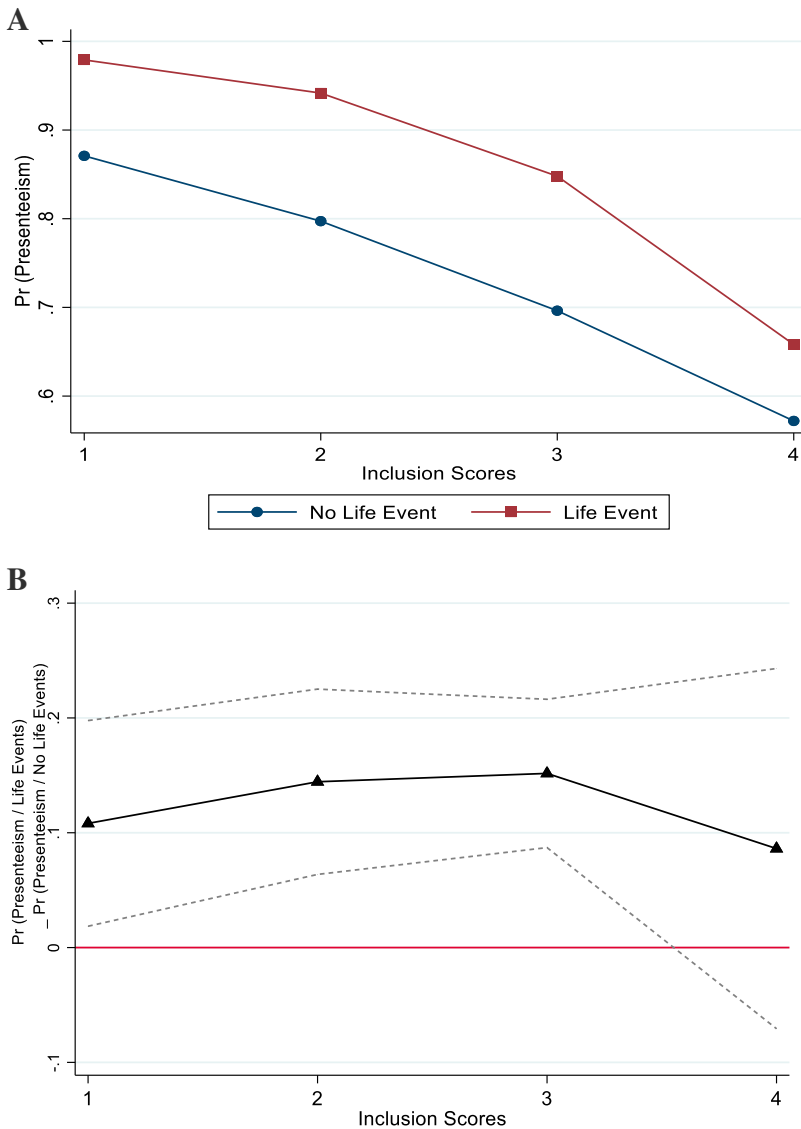 A
Pr (Presenteeism)
1
.9
.8
.7
.6
1 2 3 4
Inclusion Scores
No Life Event Life Event
B
Pr (Presenteeism / Life Events)
_ Pr (Presenteeism / No Life Events)
.3
.2
.1
0
-.1
1 2 3 4
Inclusion Scores